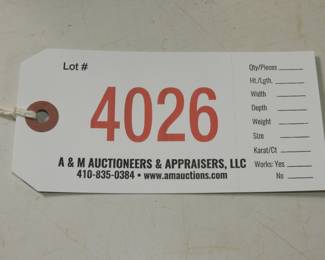 Lot #
4026
A & M AUCTIONEERS & APPRAISERS, LLC
410-835-0384 • www.amauctions.com
Qty/Pieces
Ht./Lgth.
Width
Depth
Weight
Size
Karat/Ct
Works: Yes
No